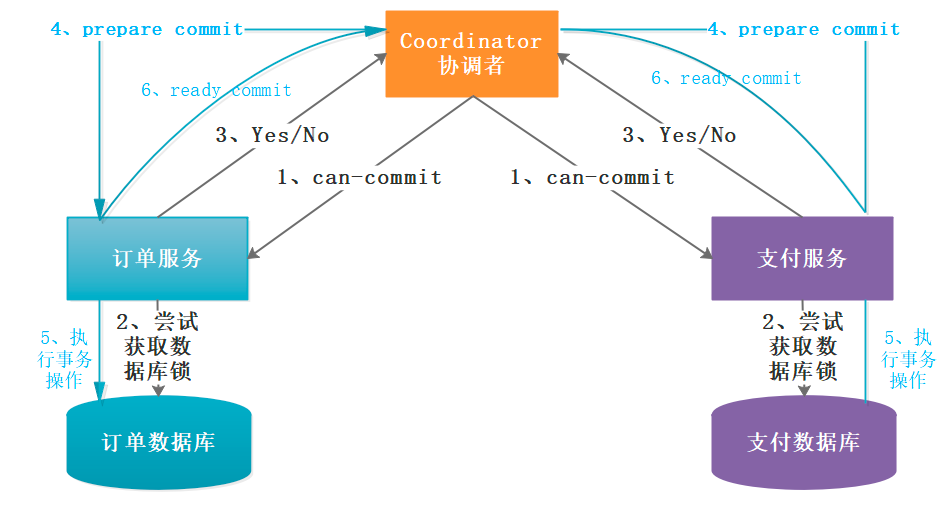 4、prepare commit
Coordinator
协调者
4、prepare commit
6、ready commit
6、ready commit
3、Yes/No
3、Yes/No
1、can-commit
1、can-commit
订单服务
支付服务
2、尝试
获取数
据库锁
5、执
行事务
操作
2、尝试
获取数
据库锁
5、执
行事务
操作
订单数据库
支付数据库